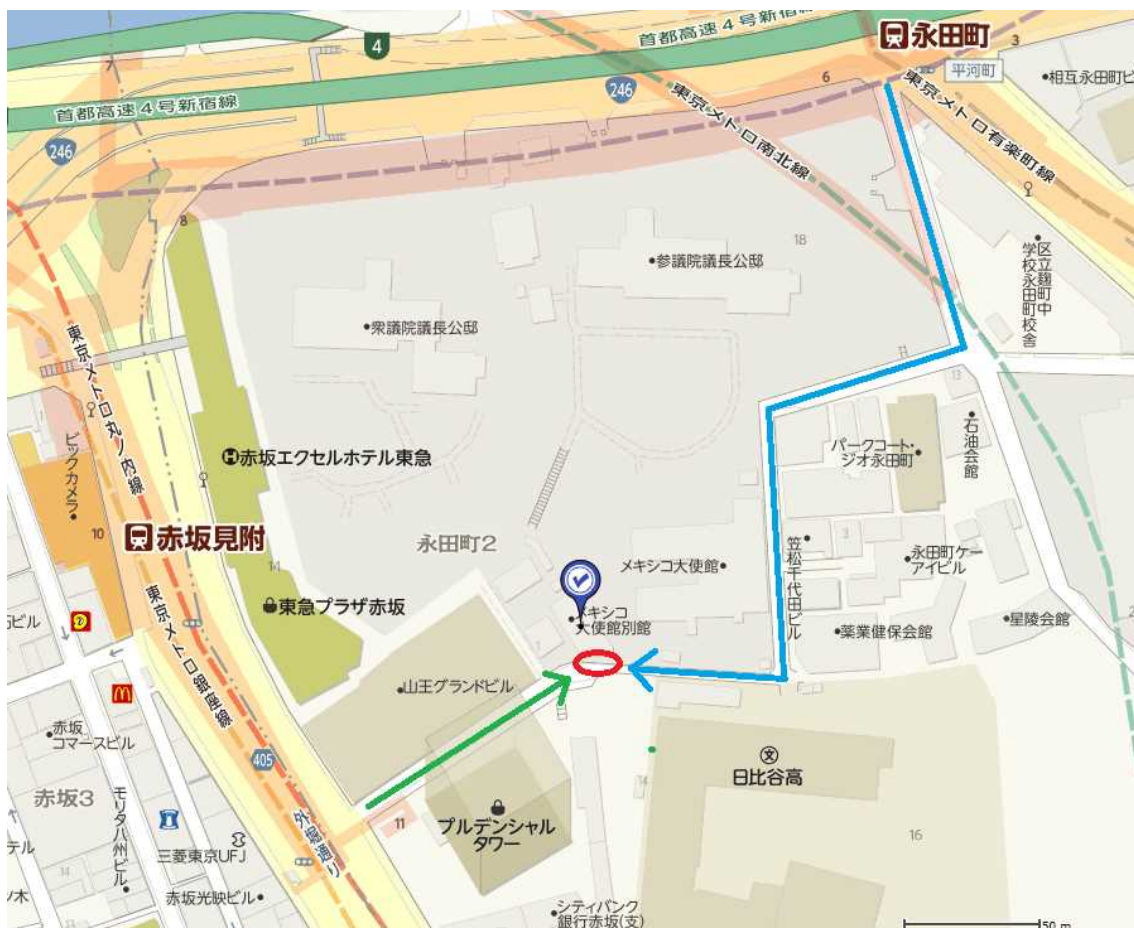 首都高速4号新宿線
4
首都高速4号新宿線
永田町
3
7
246
246
6
平河町
相互永田町ビ
東京メトロ南北線
東京メトロ有楽町線
8
18
参議院議長公邸
衆議院議長公邸
区立麹町中
学校永田町校舎
東京メトロ丸ノ内線
ビックカメラ
赤坂エクセルホテル東急
13
パークコート・
ジオ永田町
石油会館
10
赤坂見附
永田町2
14
3
メキシコ大使館
笠松千代田ビル
永田町ケー
アイビル
東急プラザ赤坂
メキシコ
大使館別館
薬業健保会館
星陵会館
2
ビル
東京メトロ銀座線
山王グランドビル
赤坂
コマースビル
405
文
日比谷高
14
赤坂3
モリタバ州ビル
外堀通り
11
プルデンシャル
タワー
16
三菱東京UFJ
テル
14
ノ木
赤坂光映ビル
13
シティバンク
銀行赤坂(支)
50 m